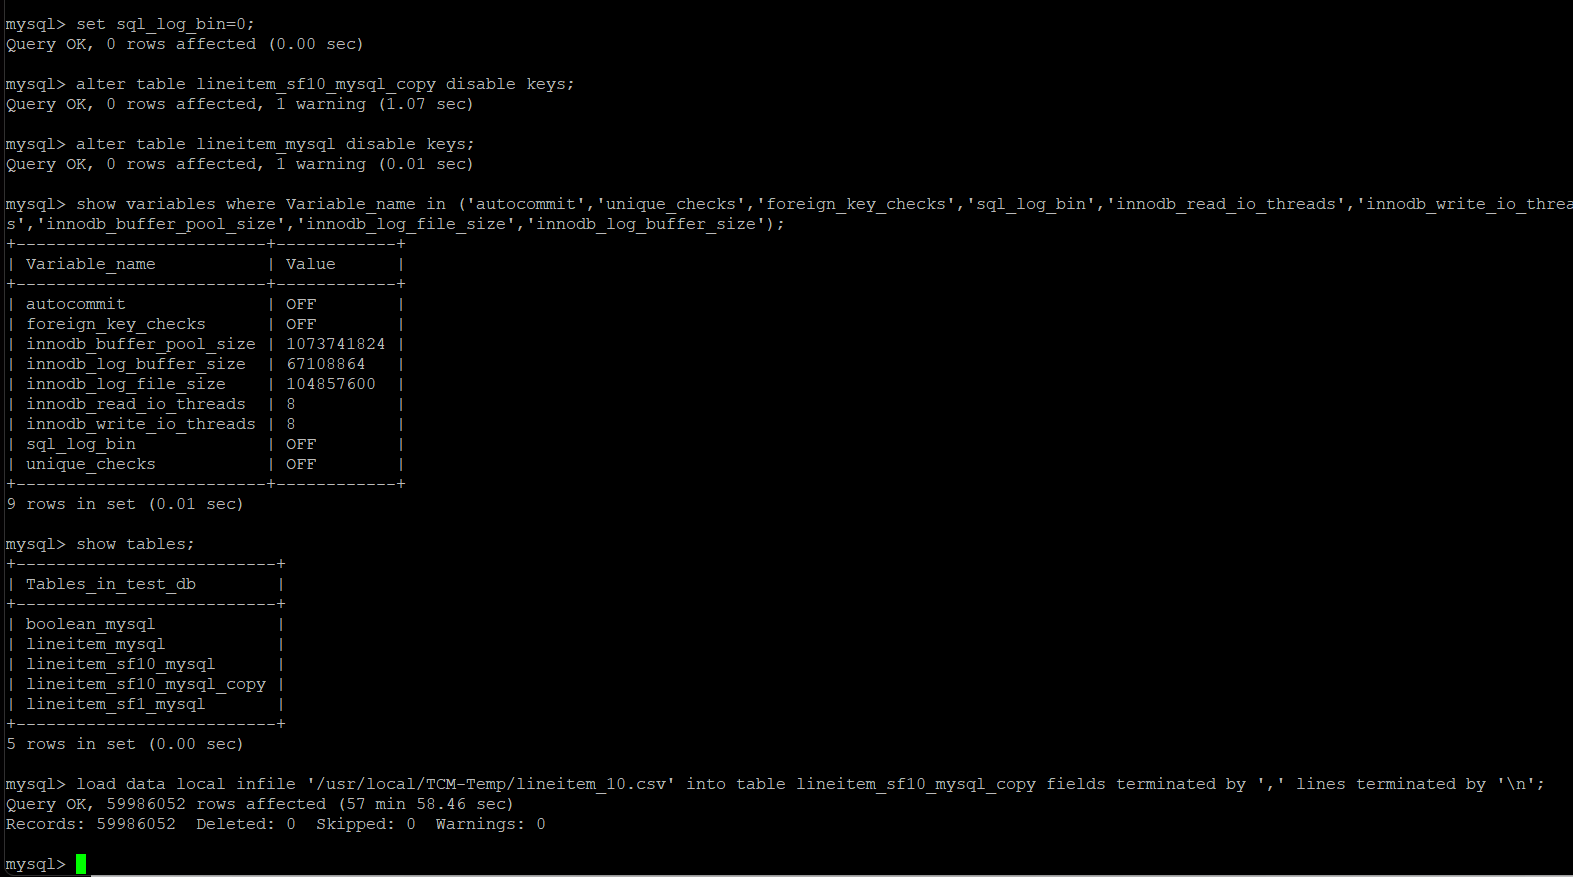 mysql> set sql_log_bin=0;
Query OK, 0 rows affected (0.00 sec)
mysql> alter table lineitem_sf10_mysql_copy disable keys;
Query OK, 0 rows affected, 1 warning (1.07 sec)
mysql> alter table lineitem_mysql disable keys;
Query OK, 0 rows affected, 1 warning (0.01 sec)
mysql> show variables where Variable_name in ('autocommit','unique_checks','foreign_key_checks','sql_log_bin','innodb_read_io_threads','innodb_write_io_threa
s','innodb_buffer_pool_size','innodb_log_file_size','innodb_log_buffer_size');
+-------------------------+------------+
| Variable_name           | Value      |
+-------------------------+------------+
| autocommit              | OFF        |
| foreign_key_checks      | OFF        |
| innodb_buffer_pool_size | 1073741824 |
| innodb_log_buffer_size  | 67108864   |
| innodb_log_file_size    | 104857600  |
| innodb_read_io_threads  | 8          |
| innodb_write_io_threads | 8          |
| sql_log_bin             | OFF        |
| unique_checks           | OFF        |
+-------------------------+------------+
9 rows in set (0.01 sec)
mysql> show tables;
+--------------------------+
| Tables_in_test_db        |
+--------------------------+
| boolean_mysql            |
| lineitem_mysql           |
| lineitem_sf10_mysql      |
| lineitem_sf10_mysql_copy |
| lineitem_sf1_mysql       |
+--------------------------+
5 rows in set (0.00 sec)
mysql> load data local infile '/usr/local/TCM-Temp/lineitem_10.csv' into table lineitem_sf10_mysql_copy fields terminated by ',' lines terminated by '\n';
Query OK, 59986052 rows affected (57 min 58.46 sec)
Records: 59986052  Deleted: 0  Skipped: 0  Warnings: 0
mysql>